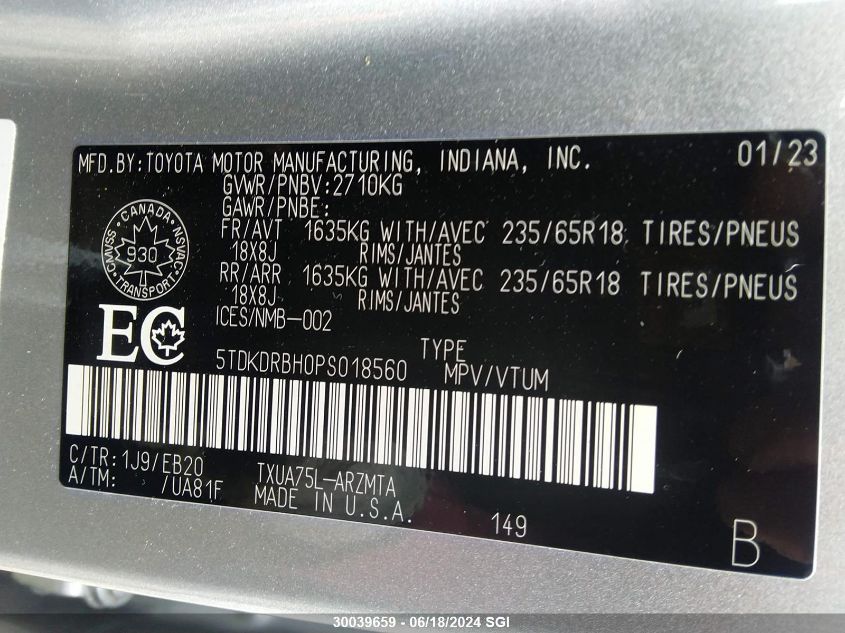 MFD.BY:TOYOTA MOTOR MANUFACTURING, INDIANA, INC. 01/23
GVWR/PNBV:2710KG
GAWR/PNBE:
FR/AVT 1635KG WITH/AVEC 235/65R18 TIRES/PNEUS
18X8J RIMS/JANTES
RR/ARR 1635KG WITH/AVEC 235/65R18 TIRES/PNEUS
18X8J RIMS/JANTES
ICES/NMB-002
CANADA
CMVSS 930 NSVAC
TRANSPORT
EC
5TDKDRBH0PS018560 TYPE
MPV/VTUM
C/TR:1J9/EB20 TXUA75L-ARZMTA
A/TM: /UA81F MADE IN U.S.A.
149
B
30039659 - 06/18/2024 SGI